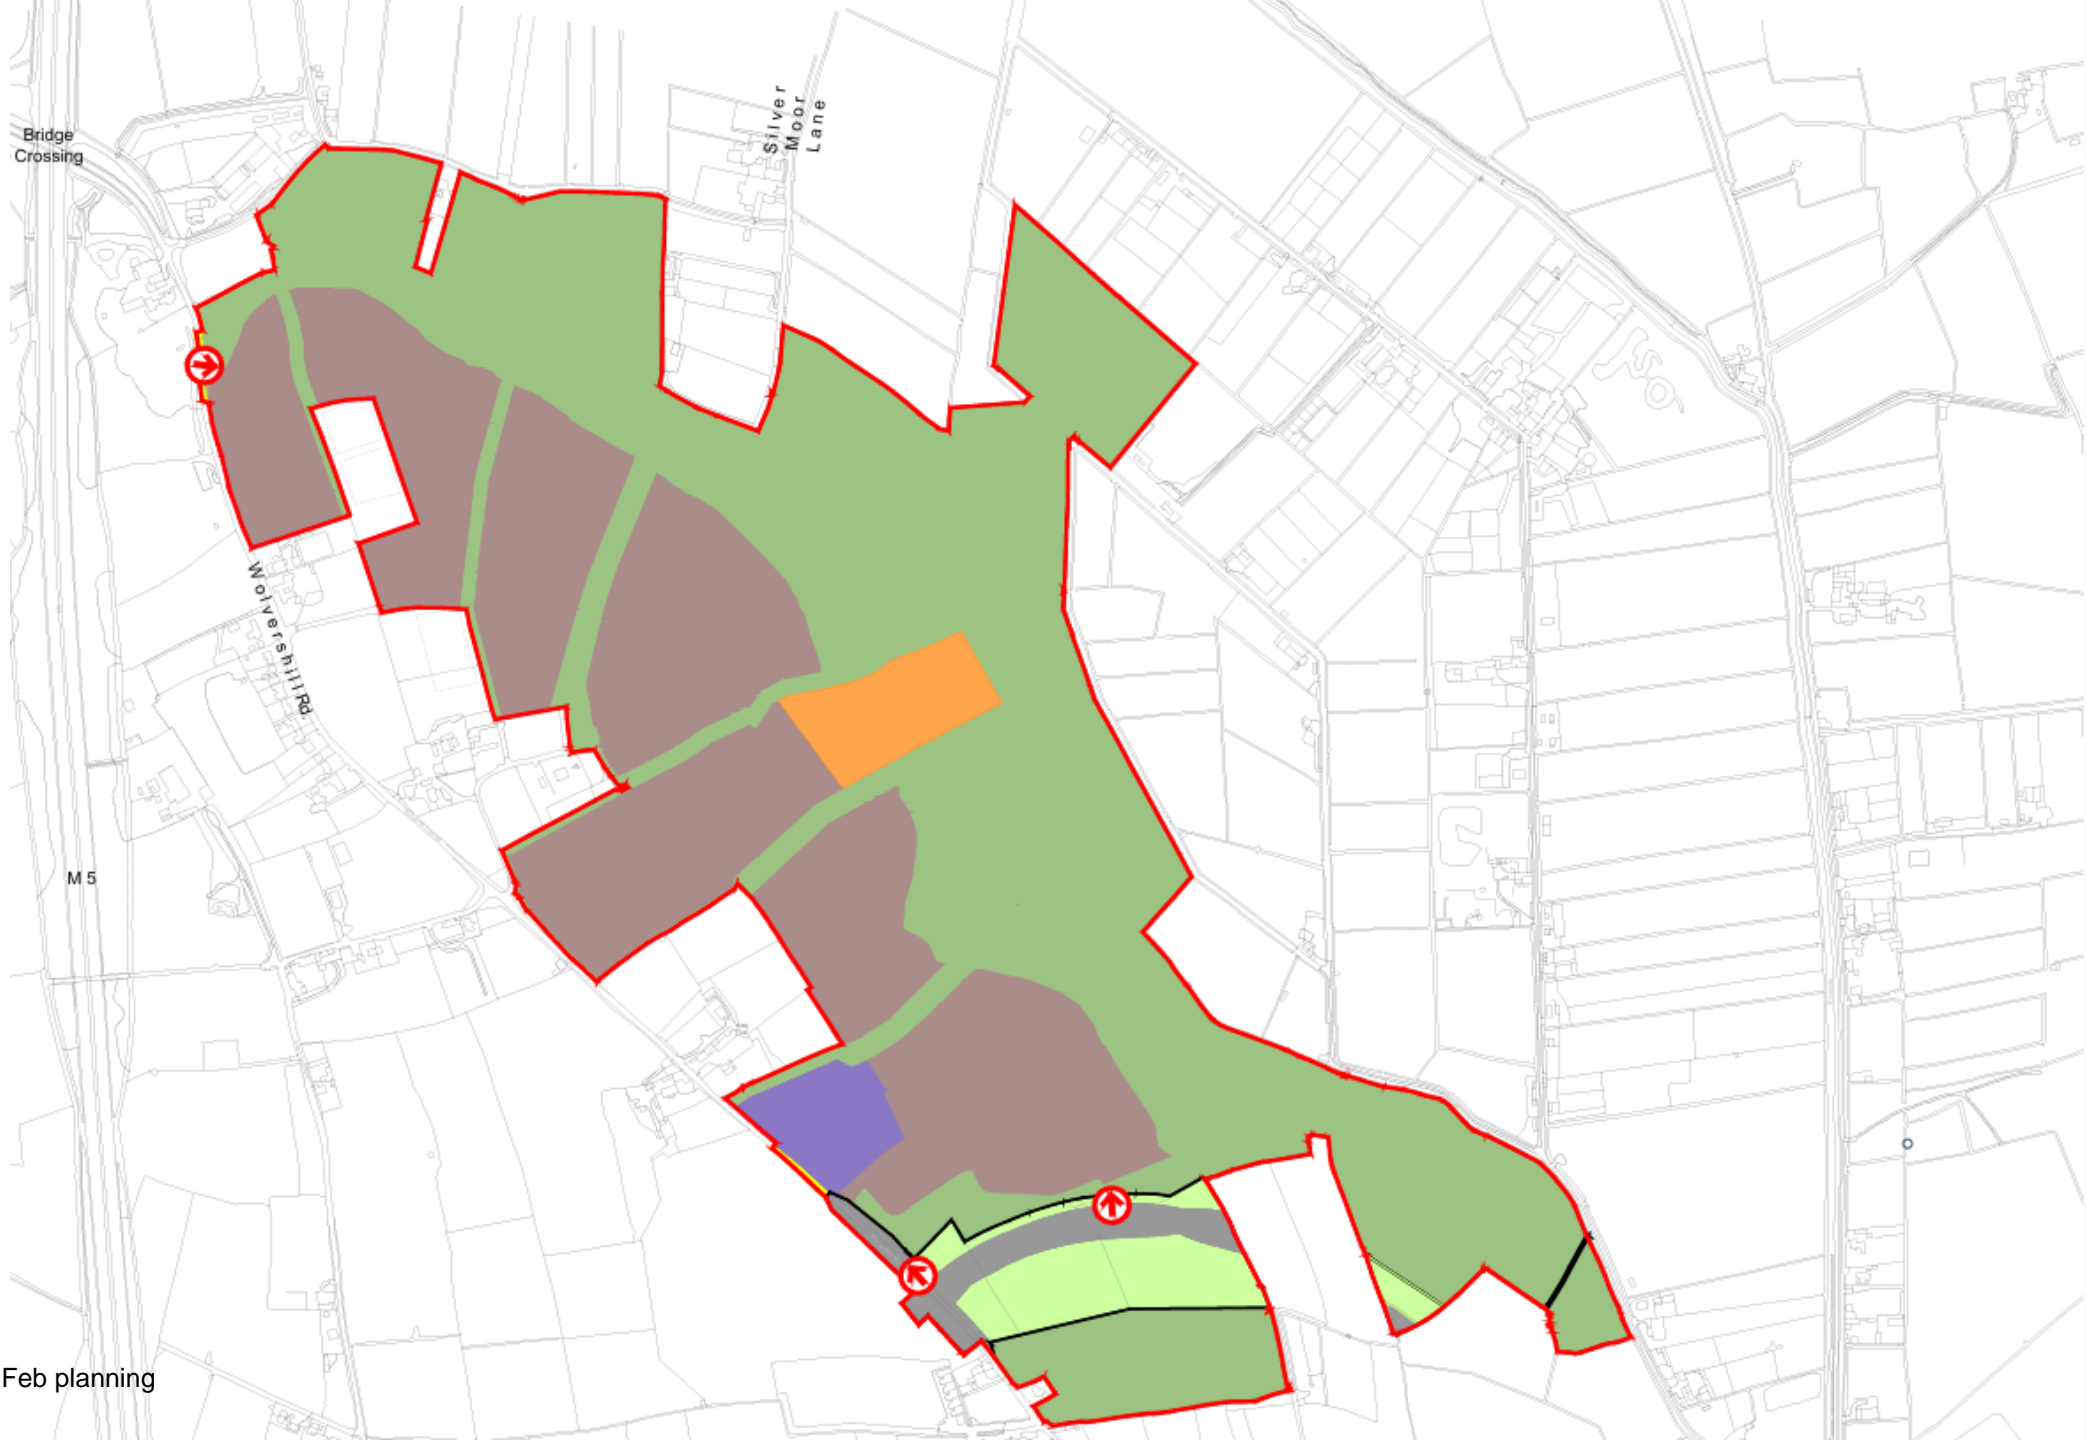 Bridge
Crossing
Silver
Moor
Lane
Wolvershill Rd.
M 5
Feb planning